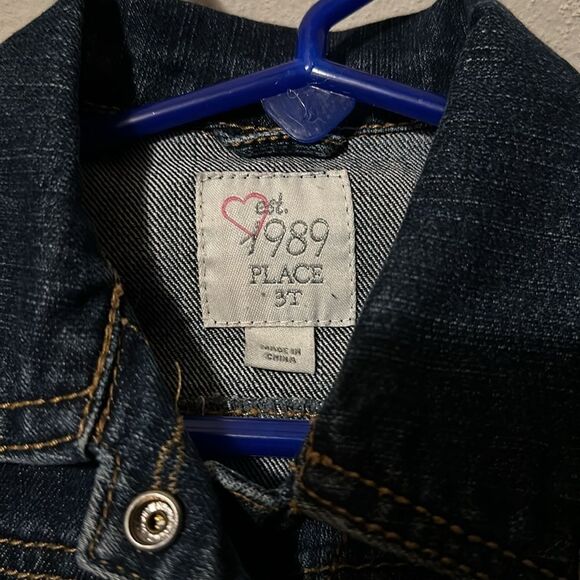 est.
1989
PLACE
3T
MADE IN
CHINA